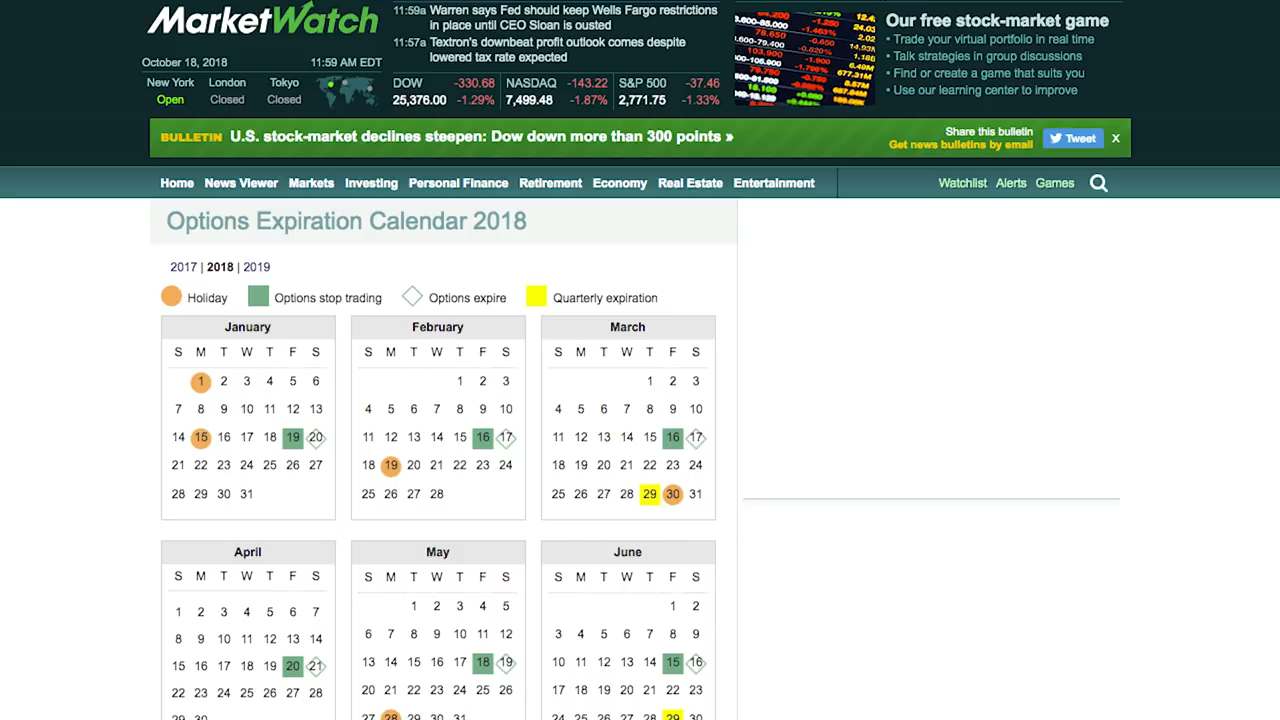 MarketWatch
October 18, 2018 11:59 AM EDT
New York London Tokyo
Open Closed Closed
11:59a Warren says Fed should keep Wells Fargo restrictions
in place until CEO Sloan is ousted
11:57a Textron's downbeat profit outlook comes despite
lowered tax rate expected
DOW -330.68 NASDAQ -143.22 S&P 500 -37.46
25,376.00 -1.29% 7,499.48 -1.87% 2,771.75 -1.33%
Our free stock-market game
• Trade your virtual portfolio in real time
• Talk strategies in group discussions
• Find or create a game that suits you
• Use our learning center to improve
BULLETIN U.S. stock-market declines steepen: Dow down more than 300 points »
Share this bulletin
Get news bulletins by email
Tweet X
Home News Viewer Markets Investing Personal Finance Retirement Economy Real Estate Entertainment Watchlist Alerts Games
Options Expiration Calendar 2018
2017 | 2018 | 2019
Holiday Options stop trading Options expire Quarterly expiration
January
S M T W T F S
1 2 3 4 5 6
7 8 9 10 11 12 13
14 15 16 17 18 19 20
21 22 23 24 25 26 27
28 29 30 31
February
S M T W T F S
1 2 3
4 5 6 7 8 9 10
11 12 13 14 15 16 17
18 19 20 21 22 23 24
25 26 27 28
March
S M T W T F S
1 2 3
4 5 6 7 8 9 10
11 12 13 14 15 16 17
18 19 20 21 22 23 24
25 26 27 28 29 30 31
April
S M T W T F S
1 2 3 4 5 6 7
8 9 10 11 12 13 14
15 16 17 18 19 20 21
22 23 24 25 26 27 28
29 30
May
S M T W T F S
1 2 3 4 5
6 7 8 9 10 11 12
13 14 15 16 17 18 19
20 21 22 23 24 25 26
27 28 29 30 31
June
S M T W T F S
1 2
3 4 5 6 7 8 9
10 11 12 13 14 15 16
17 18 19 20 21 22 23
24 25 26 27 28 29 30